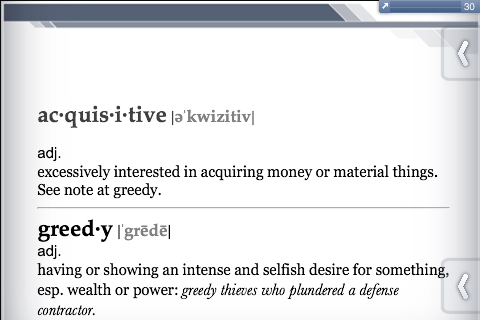 30
ac·quis·i·tive |əˈkwizitiv|
adj.
excessively interested in acquiring money or material things.
See note at greedy.
greed·y |ˈgrēdē|
adj.
having or showing an intense and selfish desire for something,
esp. wealth or power: greedy thieves who plundered a defense
contractor.